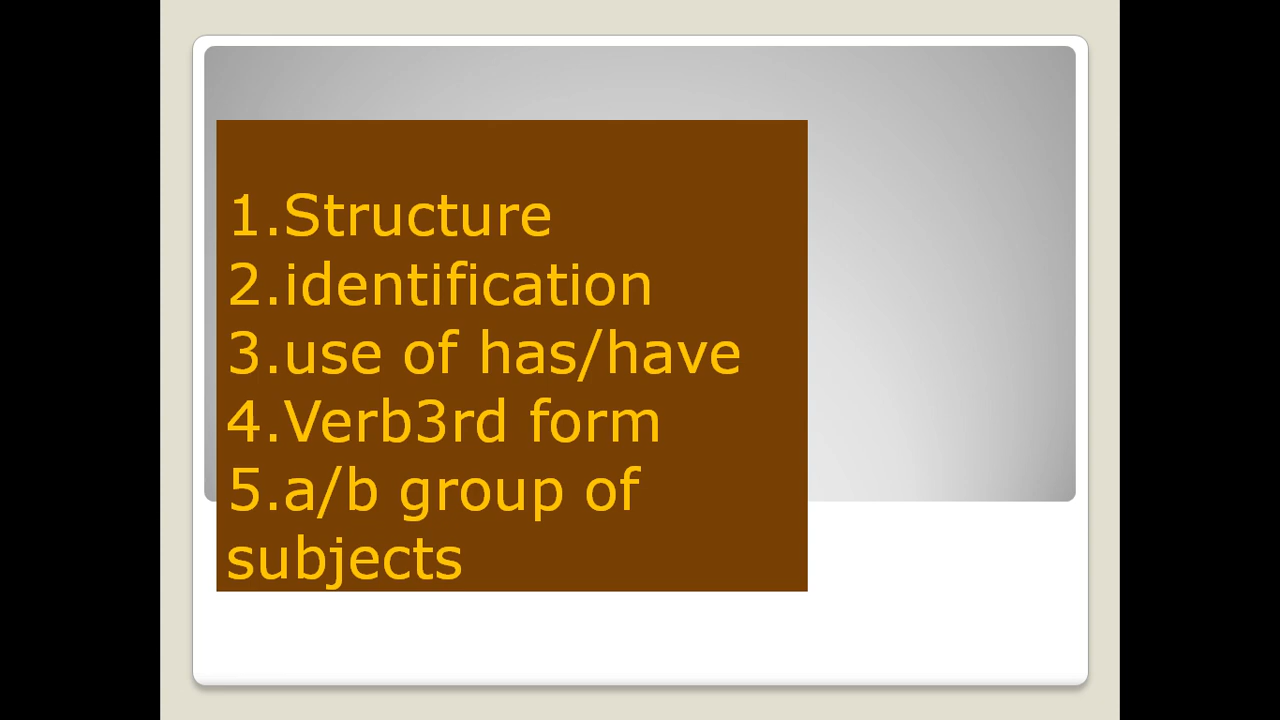 1.Structure
2.identification
3.use of has/have
4.Verb3rd form
5.a/b group of
subjects